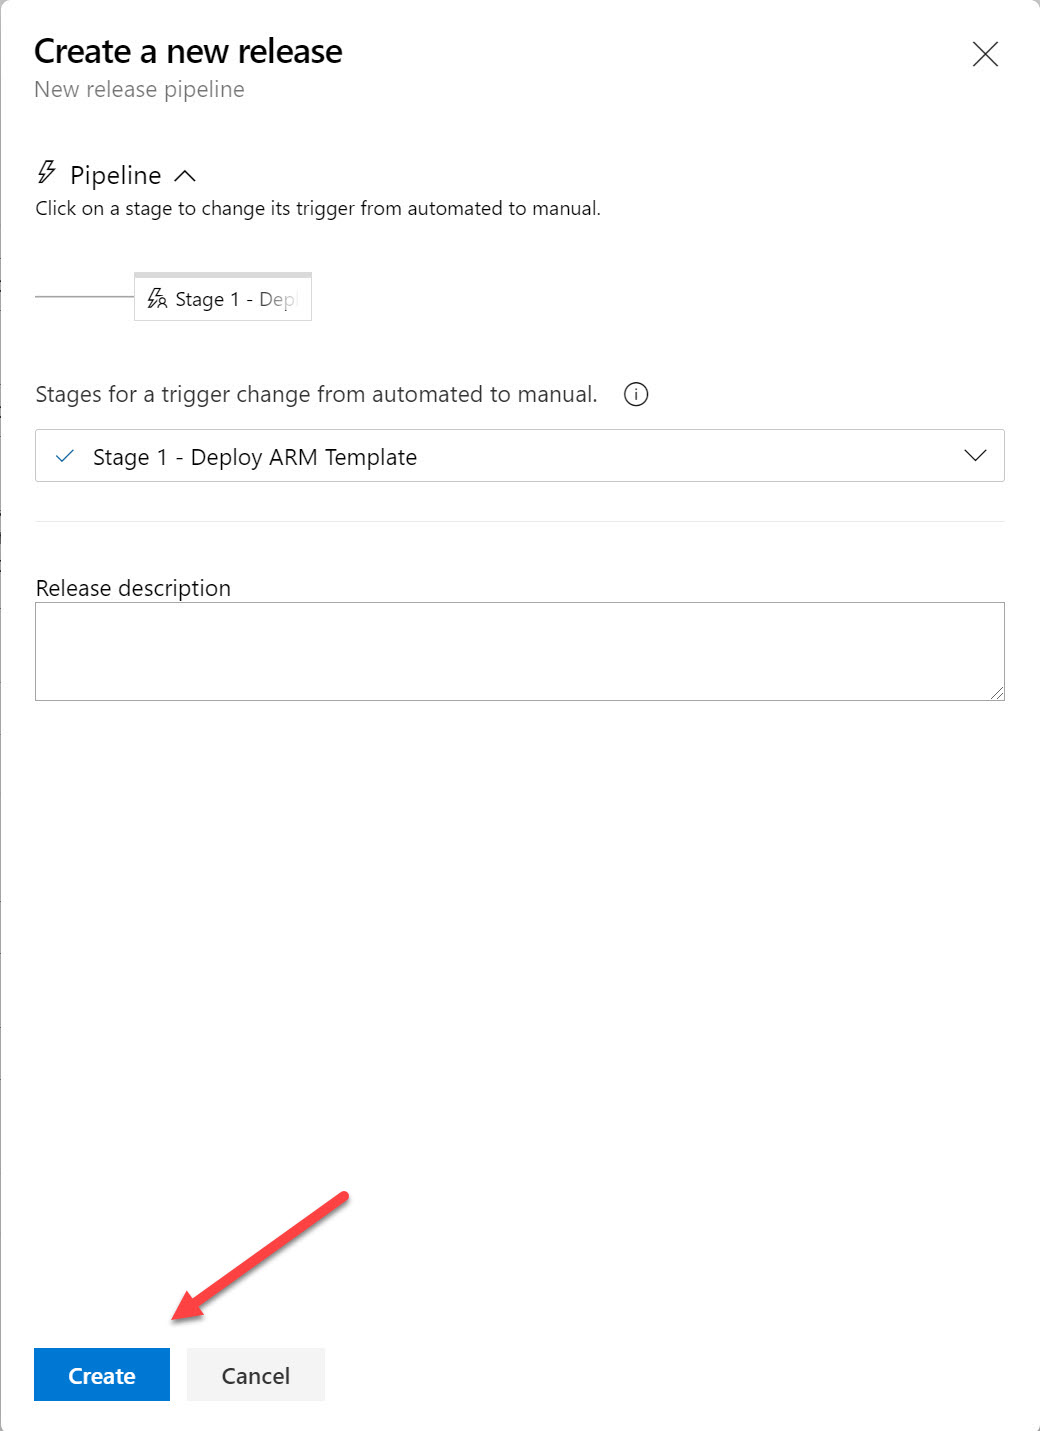 Create a new release
New release pipeline
Pipeline
Click on a stage to change its trigger from automated to manual.
Stage 1 - Dep
Stages for a trigger change from automated to manual.
Stage 1 - Deploy ARM Template
Release description
Create
Cancel